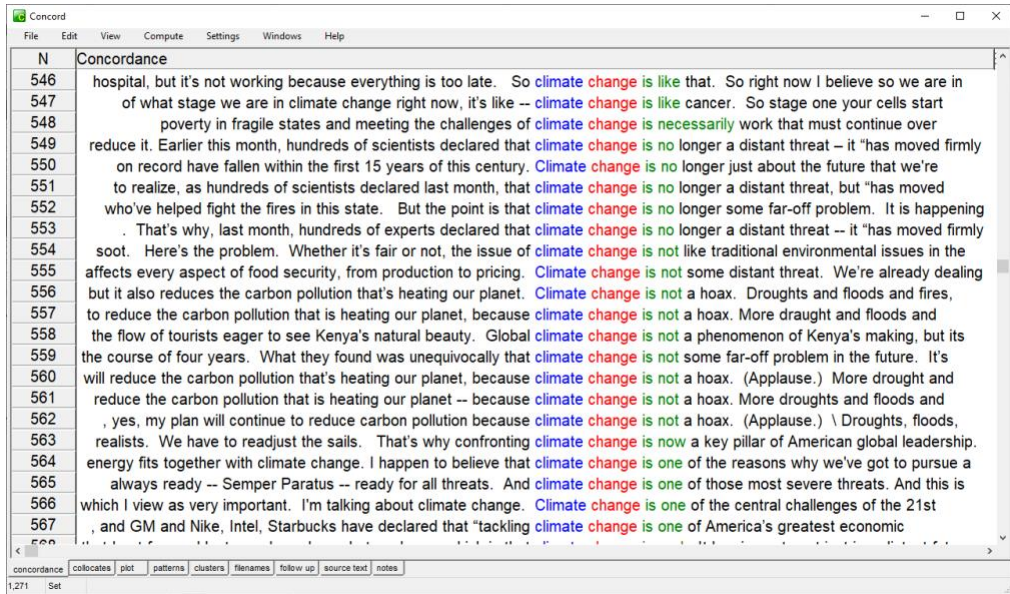 Concord
File Edit View Compute Settings Windows Help
N Concordance
546 hospital, but it's not working because everything is too late. So climate change is like that. So right now I believe so we are in
547 of what stage we are in climate change right now, it's like -- climate change is like cancer. So stage one your cells start
548 poverty in fragile states and meeting the challenges of climate change is necessarily work that must continue over
549 reduce it. Earlier this month, hundreds of scientists declared that climate change is no longer a distant threat – it “has moved firmly
550 on record have fallen within the first 15 years of this century. Climate change is no longer just about the future that we're
551 to realize, as hundreds of scientists declared last month, that climate change is no longer a distant threat, but “has moved
552 who've helped fight the fires in this state. But the point is that climate change is no longer some far-off problem. It is happening
553 . That's why, last month, hundreds of experts declared that climate change is no longer a distant threat -- it “has moved firmly
554 soot. Here's the problem. Whether it's fair or not, the issue of climate change is not like traditional environmental issues in the
555 affects every aspect of food security, from production to pricing. Climate change is not some distant threat. We're already dealing
556 but it also reduces the carbon pollution that's heating our planet. Climate change is not a hoax. Droughts and floods and fires,
557 to reduce the carbon pollution that is heating our planet, because climate change is not a hoax. More draught and floods and
558 the flow of tourists eager to see Kenya's natural beauty. Global climate change is not a phenomenon of Kenya's making, but its
559 the course of four years. What they found was unequivocally that climate change is not some far-off problem in the future. It's
560 will reduce the carbon pollution that's heating our planet, because climate change is not a hoax. (Applause.) More drought and
561 reduce the carbon pollution that is heating our planet -- because climate change is not a hoax. More droughts and floods and
562 , yes, my plan will continue to reduce carbon pollution because climate change is not a hoax. (Applause.) \ Droughts, floods,
563 realists. We have to readjust the sails. That's why confronting climate change is now a key pillar of American global leadership.
564 energy fits together with climate change. I happen to believe that climate change is one of the reasons why we've got to pursue a
565 always ready -- Semper Paratus -- ready for all threats. And climate change is one of those most severe threats. And this is
566 which I view as very important. I'm talking about climate change. Climate change is one of the central challenges of the 21st
567 , and GM and Nike, Intel, Starbucks have declared that “tackling climate change is one of America's greatest economic
concordance collocates plot patterns clusters filenames follow up source text notes
1,271 Set